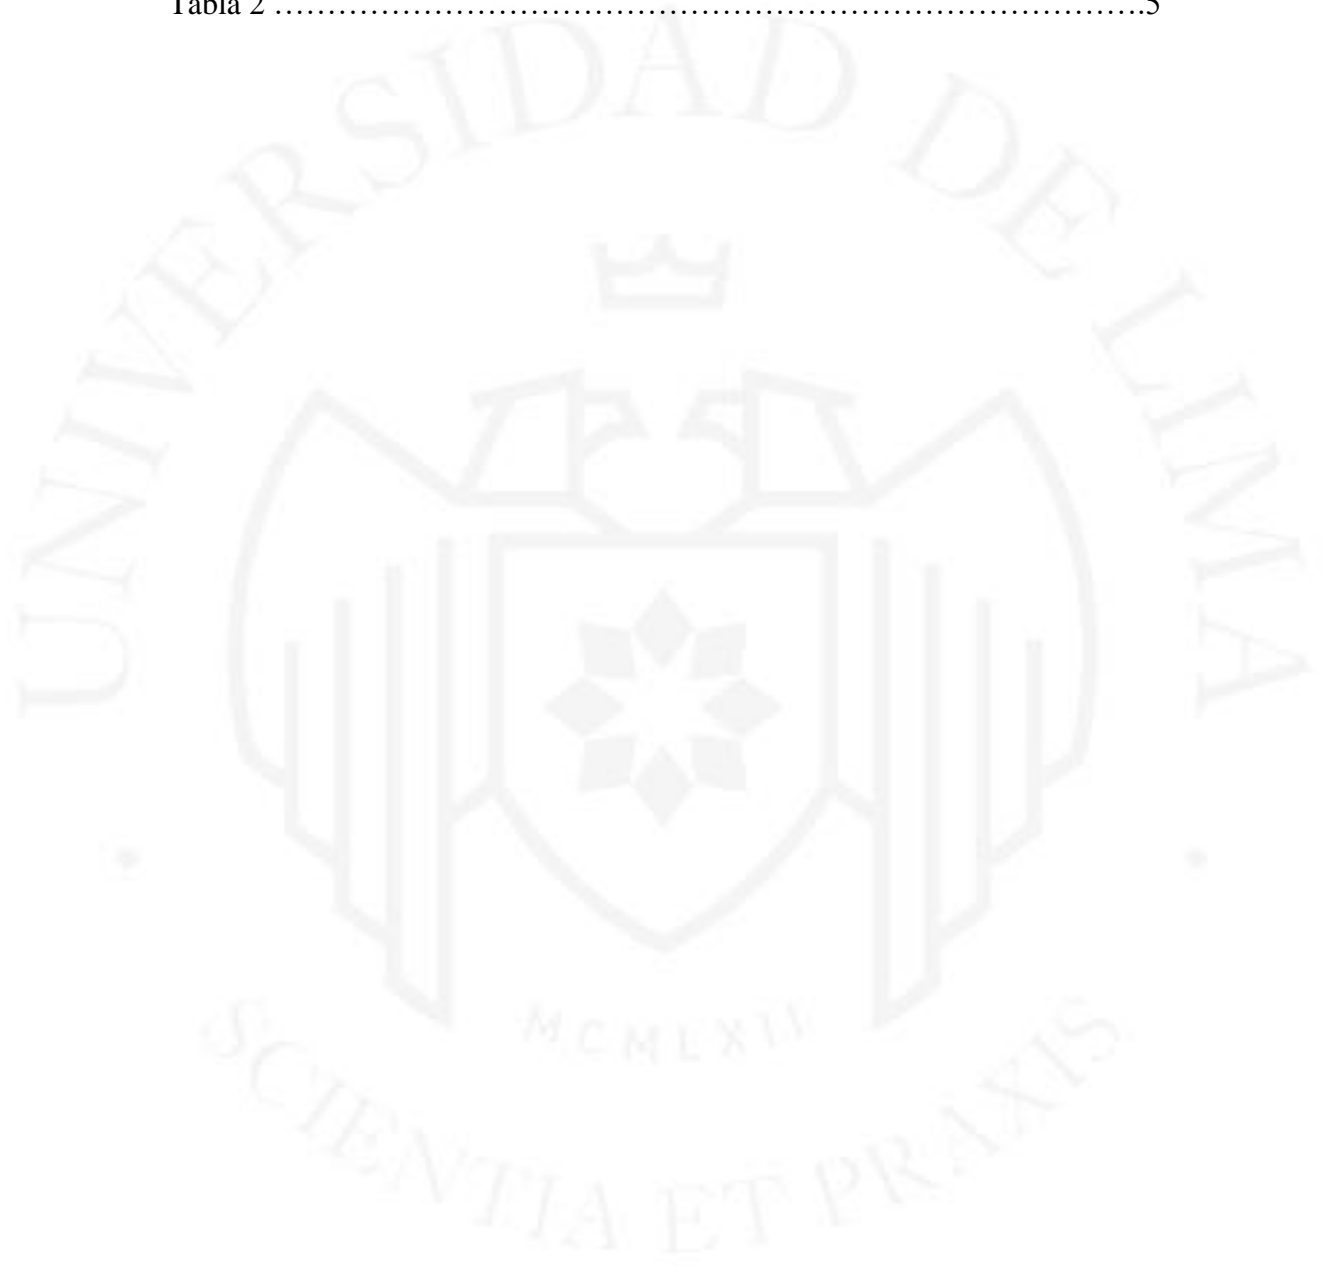 Tabla 2 ……………………………………………………………………………………….5
UNIVERSIDAD DE LIMA
MCMLXII
SCIENTIA ET PRAXIS